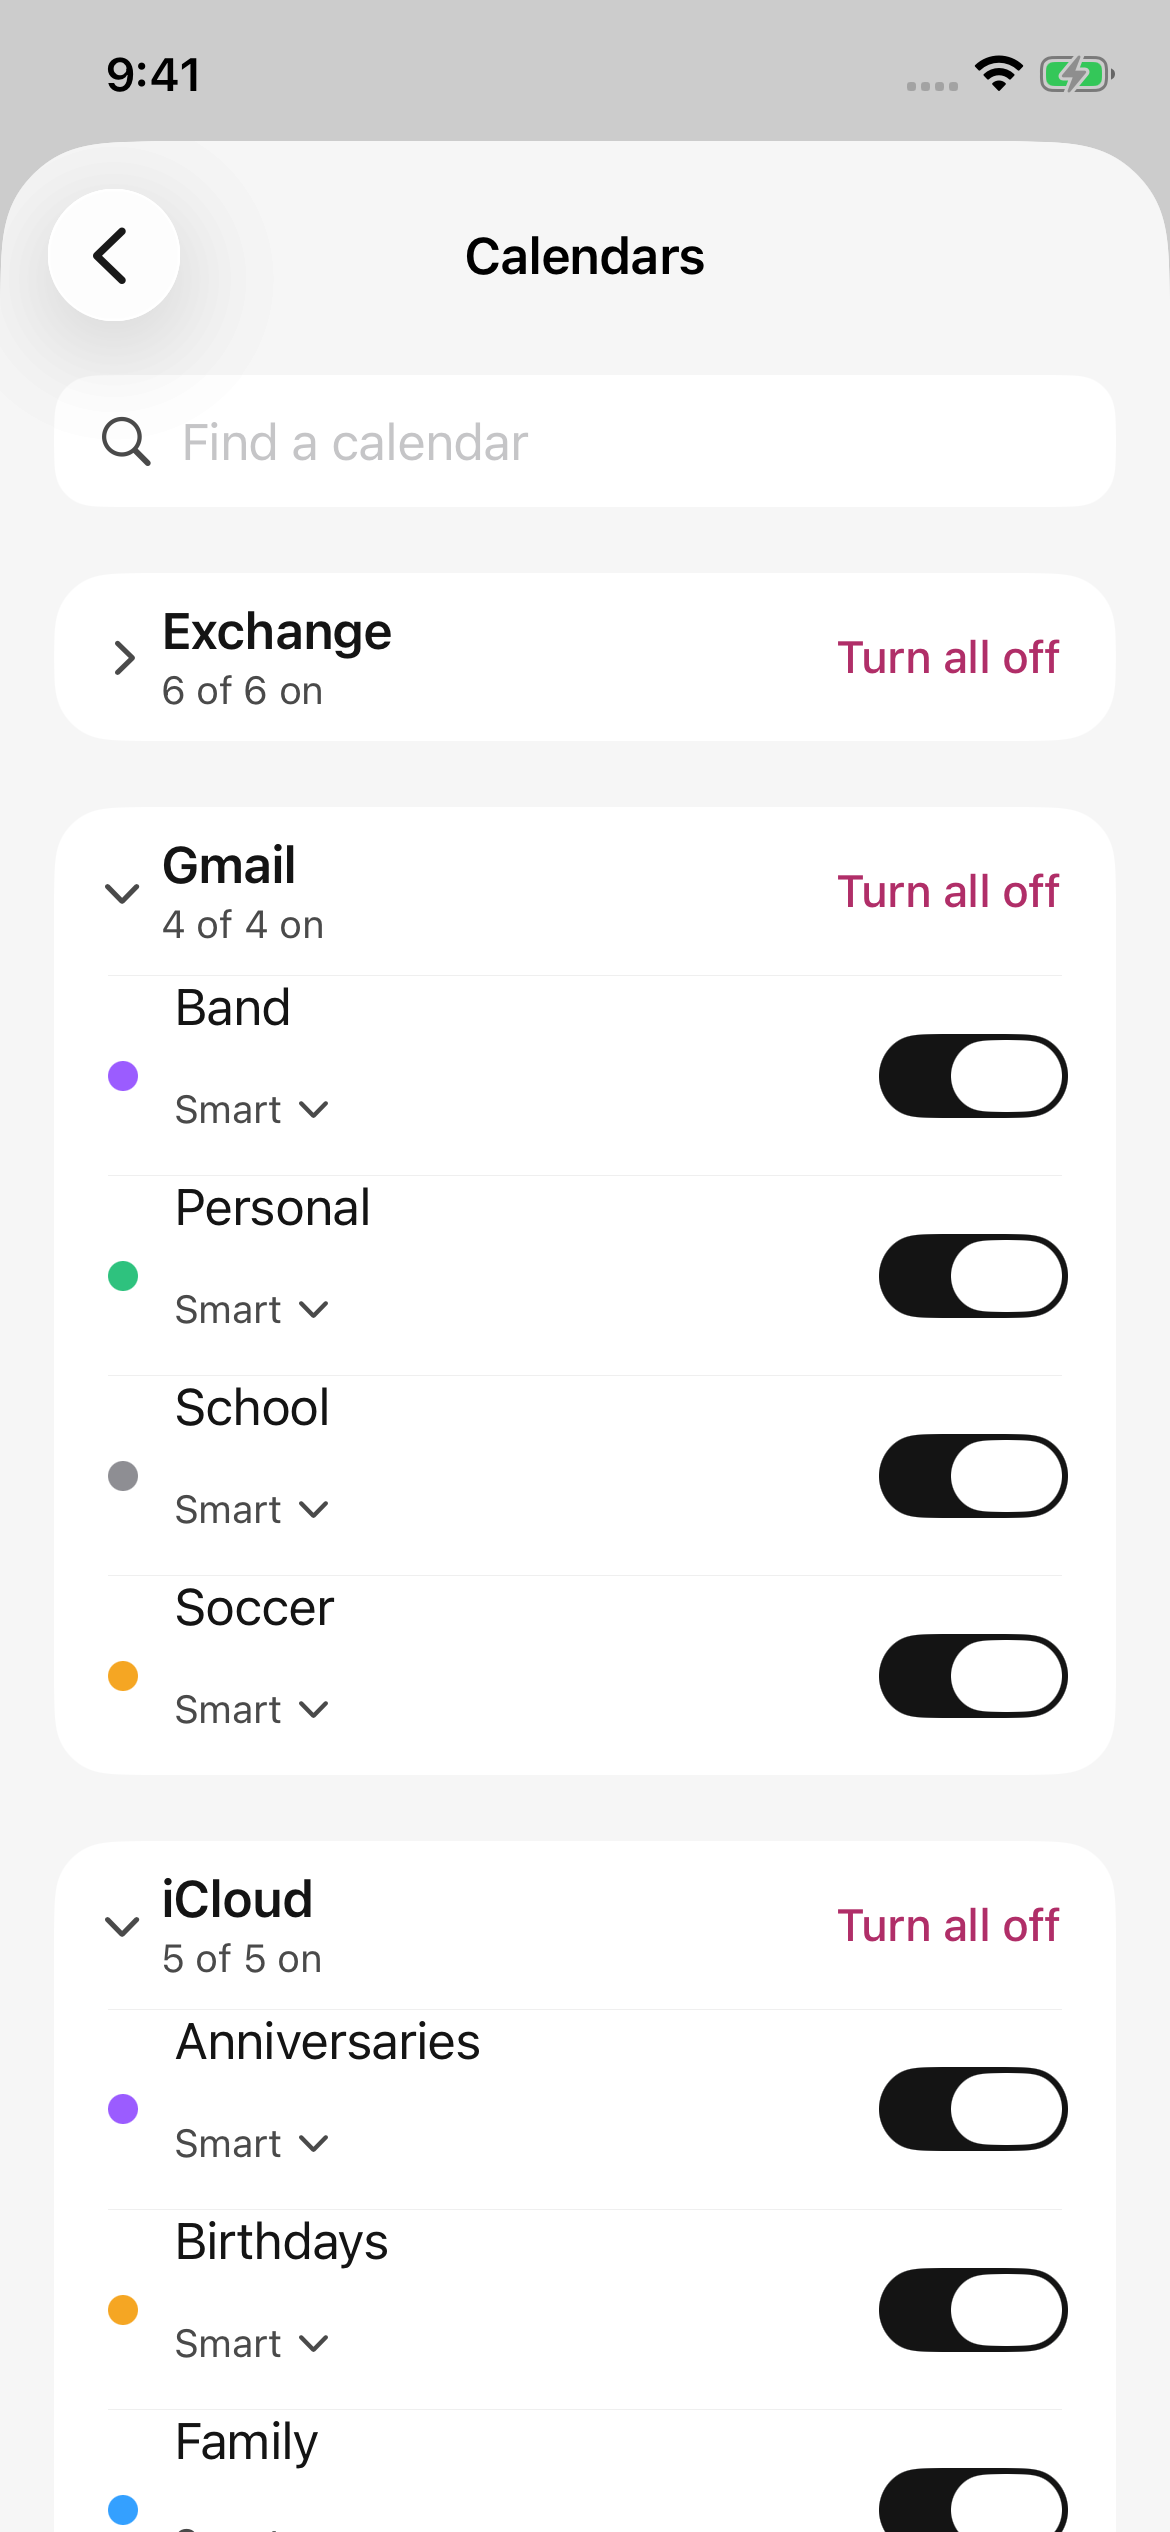 9:41
Calendars
Find a calendar
Exchange
6 of 6 on
Turn all off
Gmail
4 of 4 on
Turn all off
Band
Smart
Personal
Smart
School
Smart
Soccer
Smart
iCloud
5 of 5 on
Turn all off
Anniversaries
Smart
Birthdays
Smart
Family